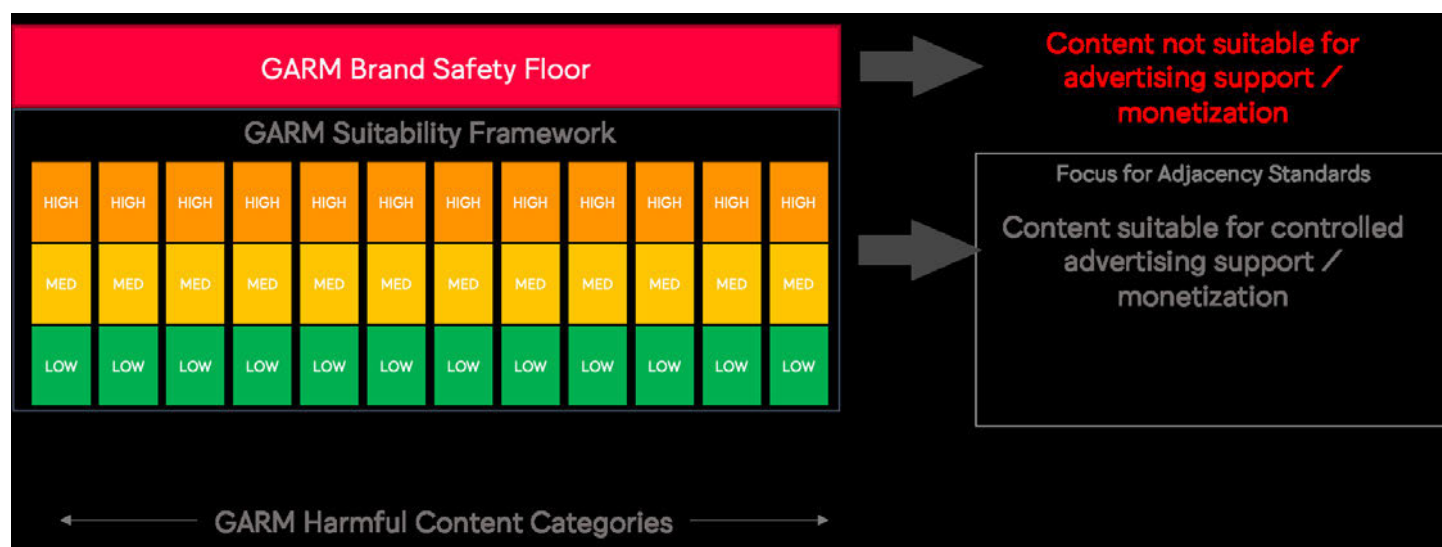 GARM Brand Safety Floor
Content not suitable for
advertising support /
monetization
GARM Suitability Framework
HIGH HIGH HIGH HIGH HIGH HIGH HIGH HIGH HIGH HIGH HIGH HIGH
MED MED MED MED MED MED MED MED MED MED MED MED
LOW LOW LOW LOW LOW LOW LOW LOW LOW LOW LOW LOW
Focus for Adjacency Standards
Content suitable for controlled
advertising support /
monetization
GARM Harmful Content Categories